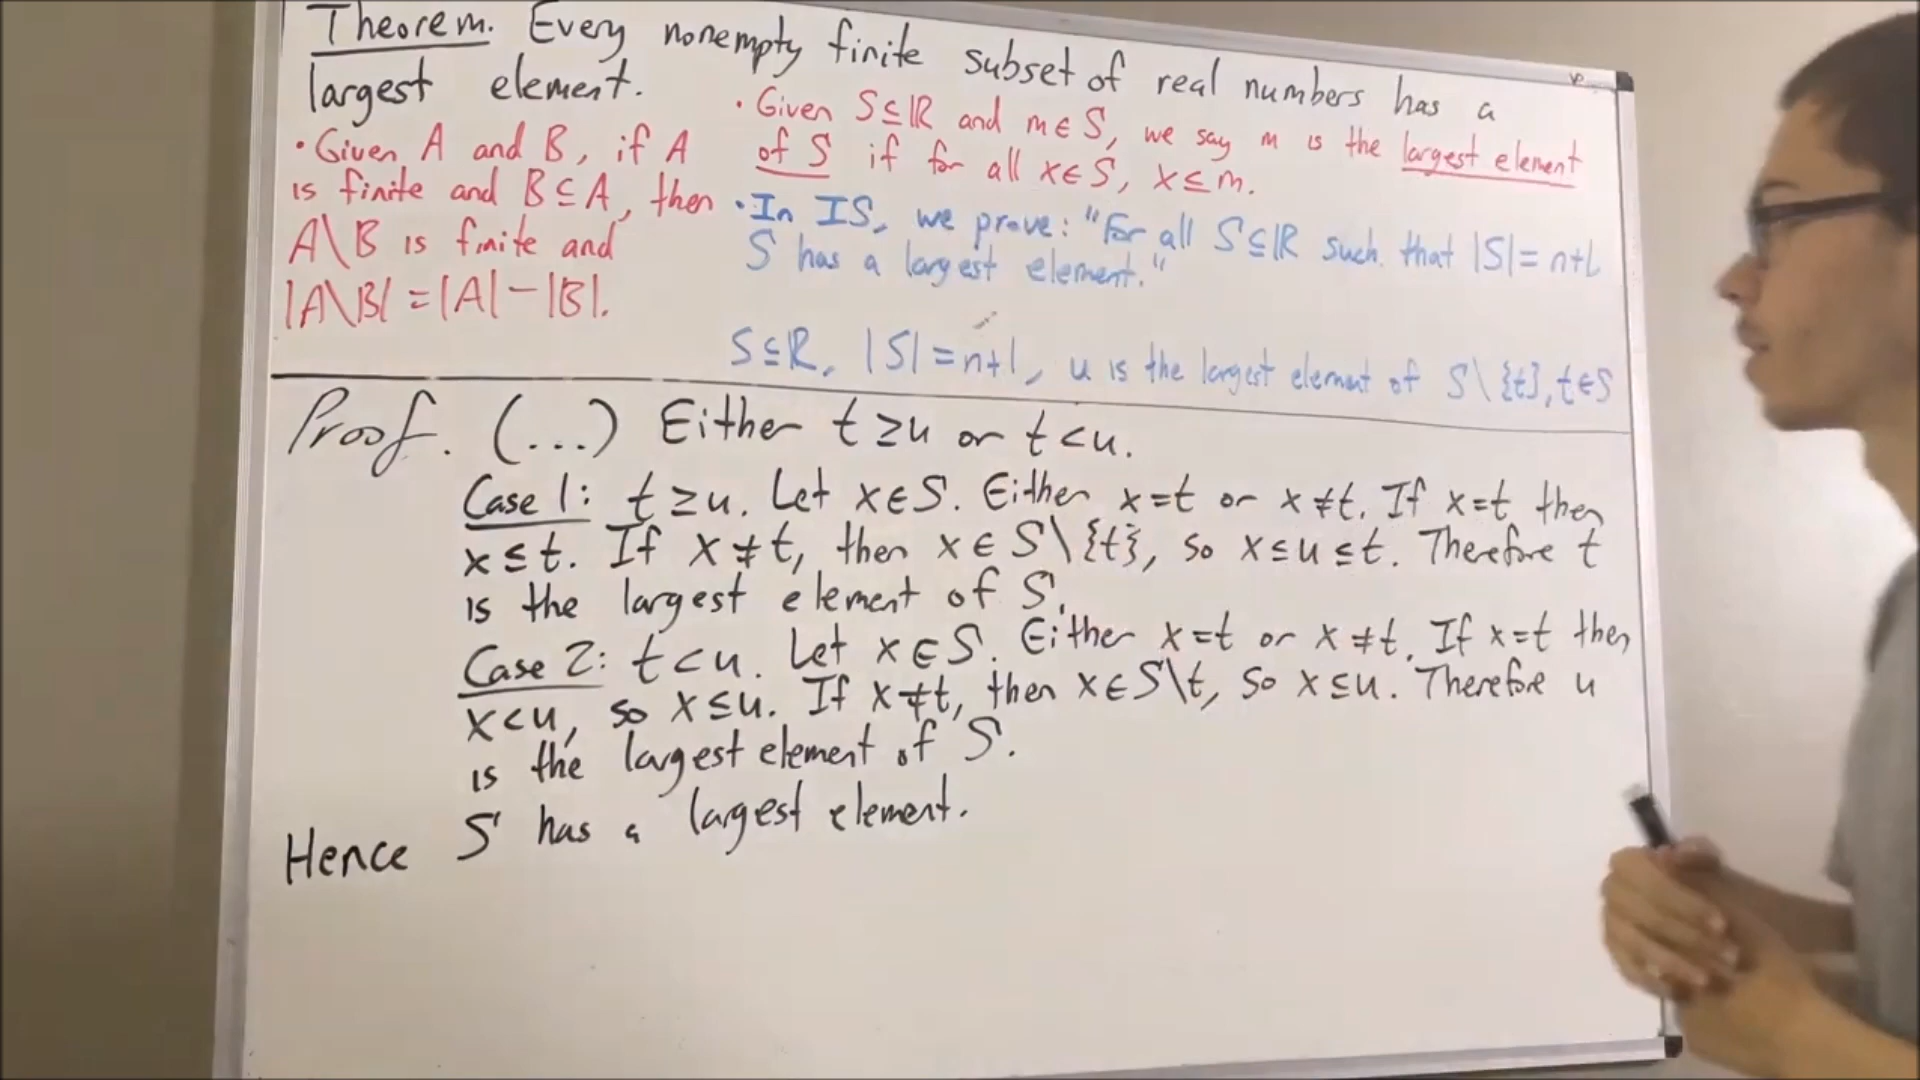 Theorem. Every nonempty finite subset of real numbers has a
largest element.
• Given A and B, if A
is finite and B⊆A, then
A\B is finite and
|A\B| = |A| - |B|.
• Given S⊆ℝ and m∈S, we say m is the largest element
of S if for all x∈S, x≤m.
• In IS, we prove: "For all S⊆ℝ such that |S|=n+1
S has a largest element."
S⊆ℝ, |S|=n+1, u is the largest element of S\{t}, t∈S
Proof. (...) Either t≥u or t<u.
Case 1: t≥u. Let x∈S. Either x=t or x≠t. If x=t then
x≤t. If x≠t, then x∈S\{t}, so x≤u≤t. Therefore t
is the largest element of S.
Case 2: t<u. Let x∈S. Either x=t or x≠t. If x=t then
x<u, so x≤u. If x≠t, then x∈S\t, so x≤u. Therefore u
is the largest element of S.
Hence S has a largest element.